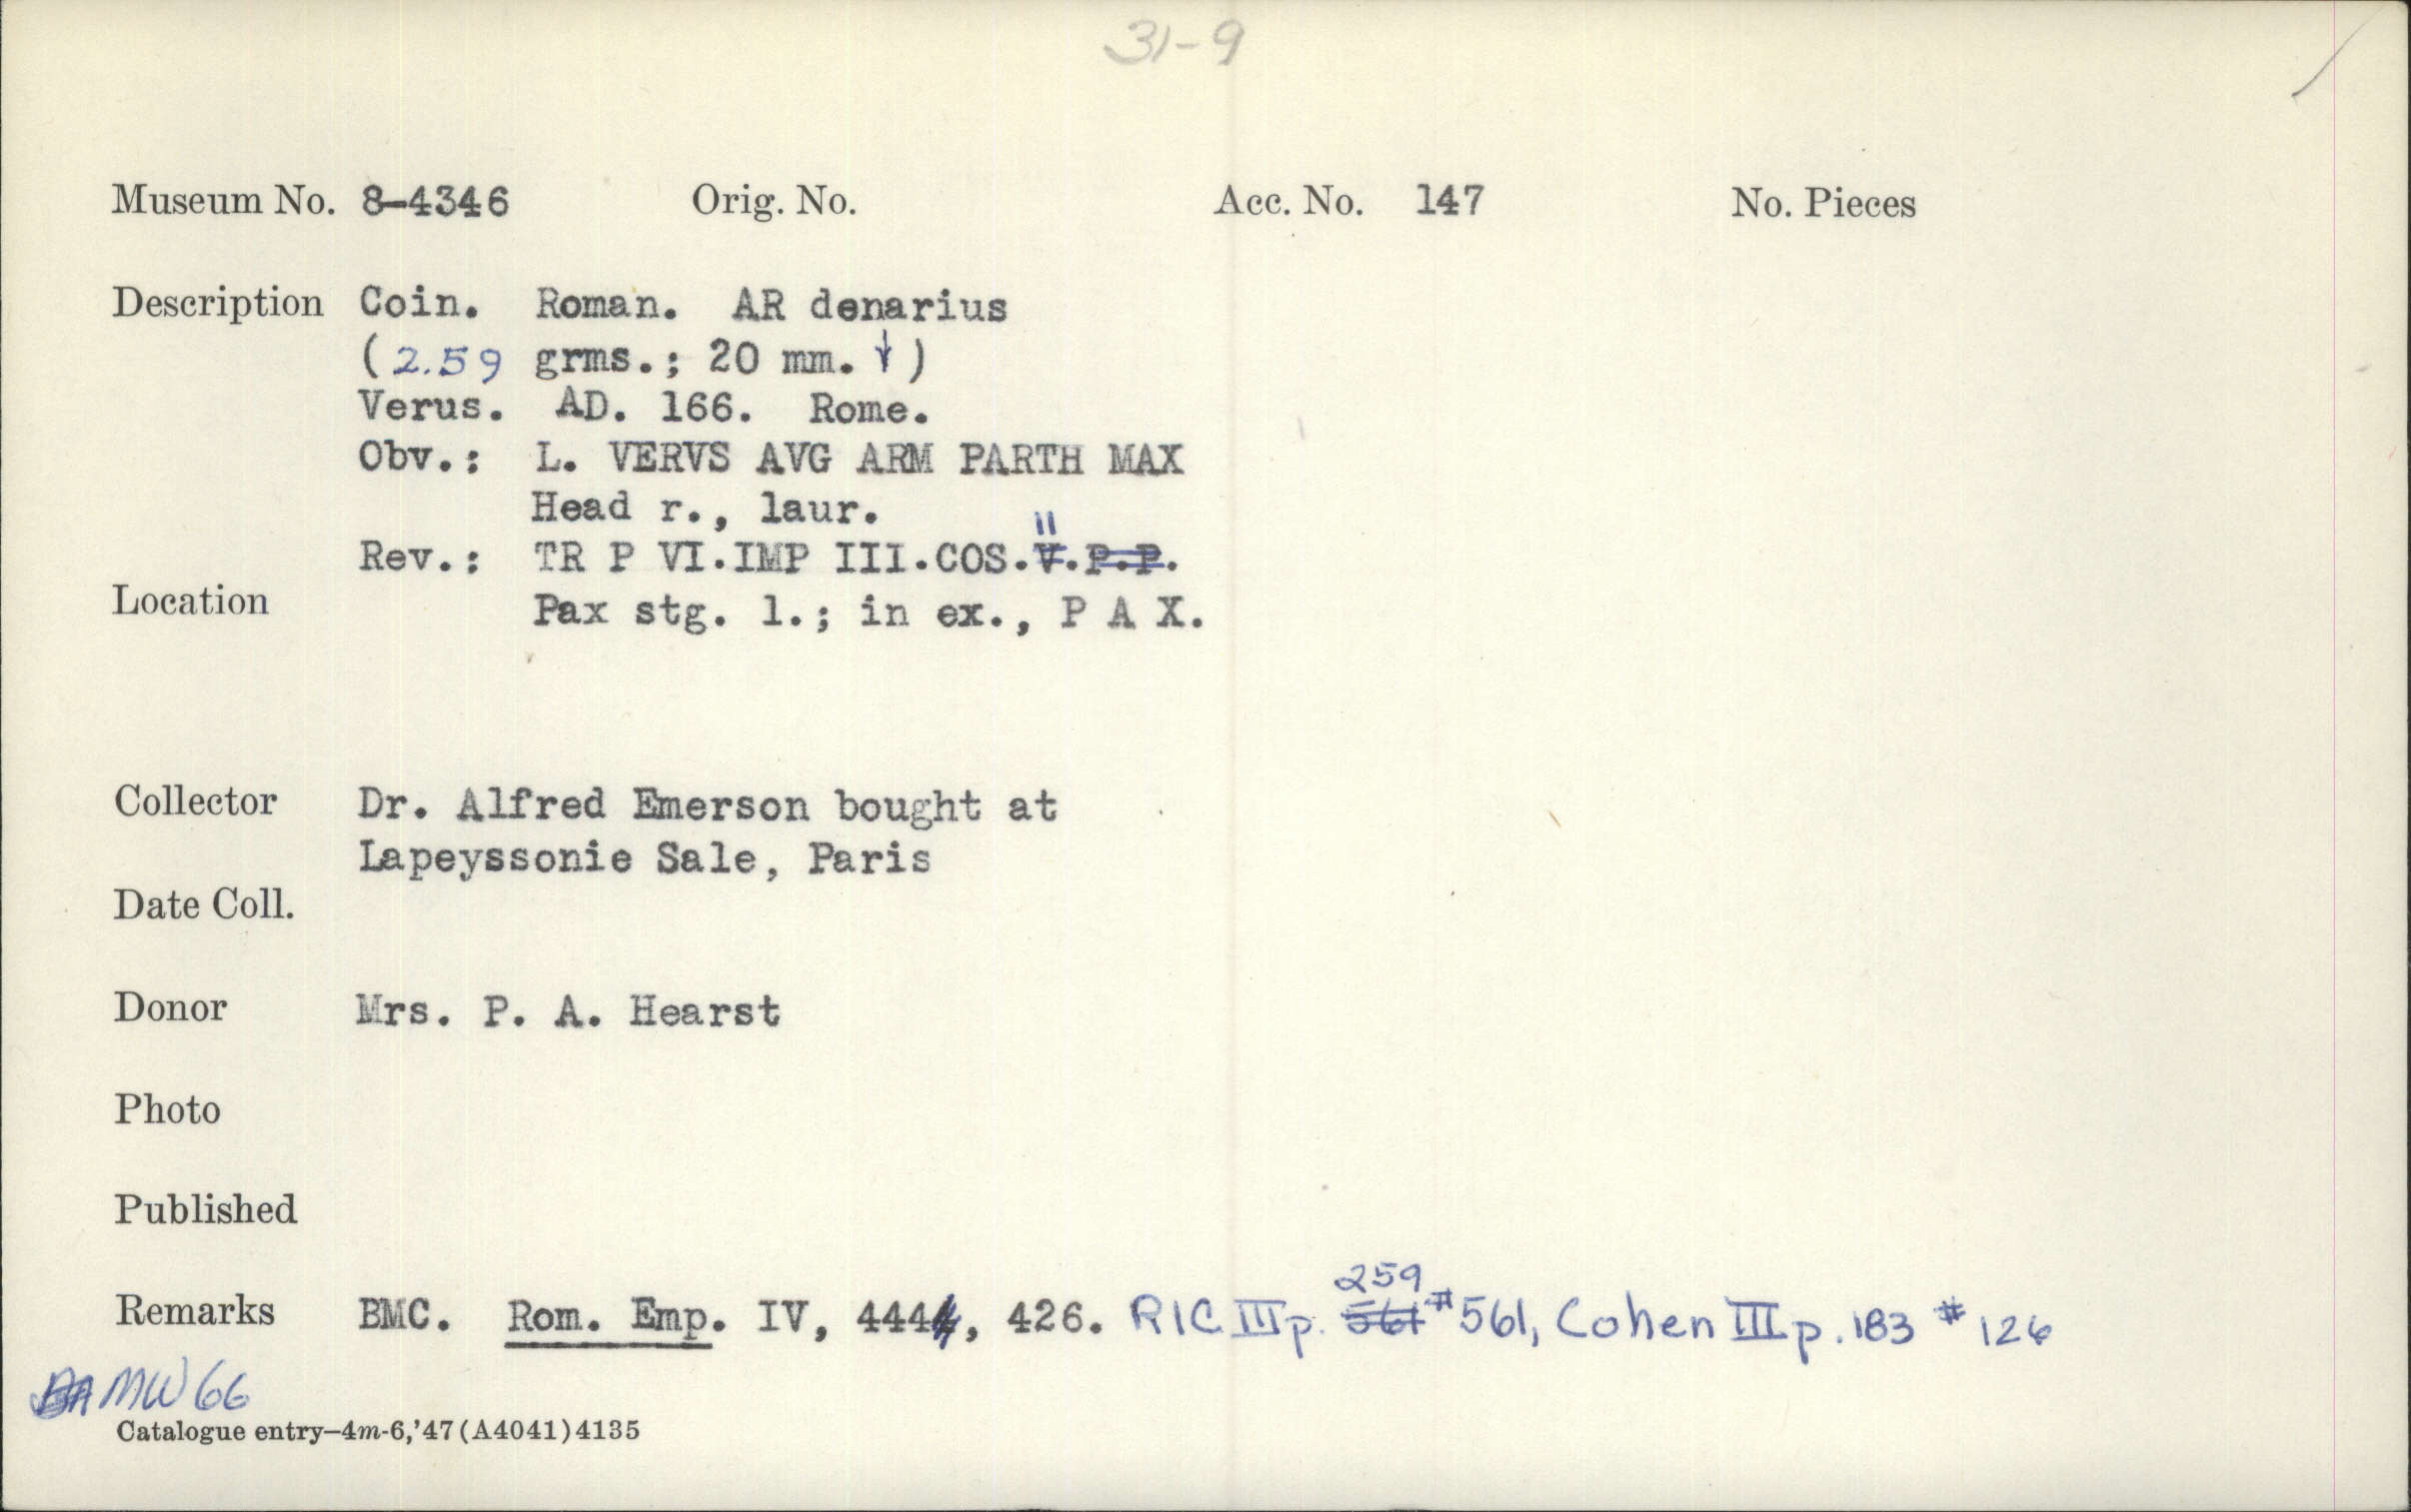 31-9
Museum No. 8-4346 Orig. No. Acc. No. 147 No. Pieces
Description Coin. Roman. AR denarius
(2.59 grms.; 20 mm. ↓)
Verus. AD. 166. Rome.
Obv.: L. VERVS AVG ARM PARTH MAX
Head r., laur.
II
Rev.: TR P VI.IMP III.COS.V.P.P.
Location Pax stg. l.; in ex., P A X.
Collector Dr. Alfred Emerson bought at
Lapeyssonie Sale, Paris
Date Coll.
Donor Mrs. P. A. Hearst
Photo
Published
259
Remarks BMC. Rom. Emp. IV, 444, 426. RIC III p. 561 #561, Cohen III p. 183 #126
MW 66
Catalogue entry—4m-6,'47(A4041)4135